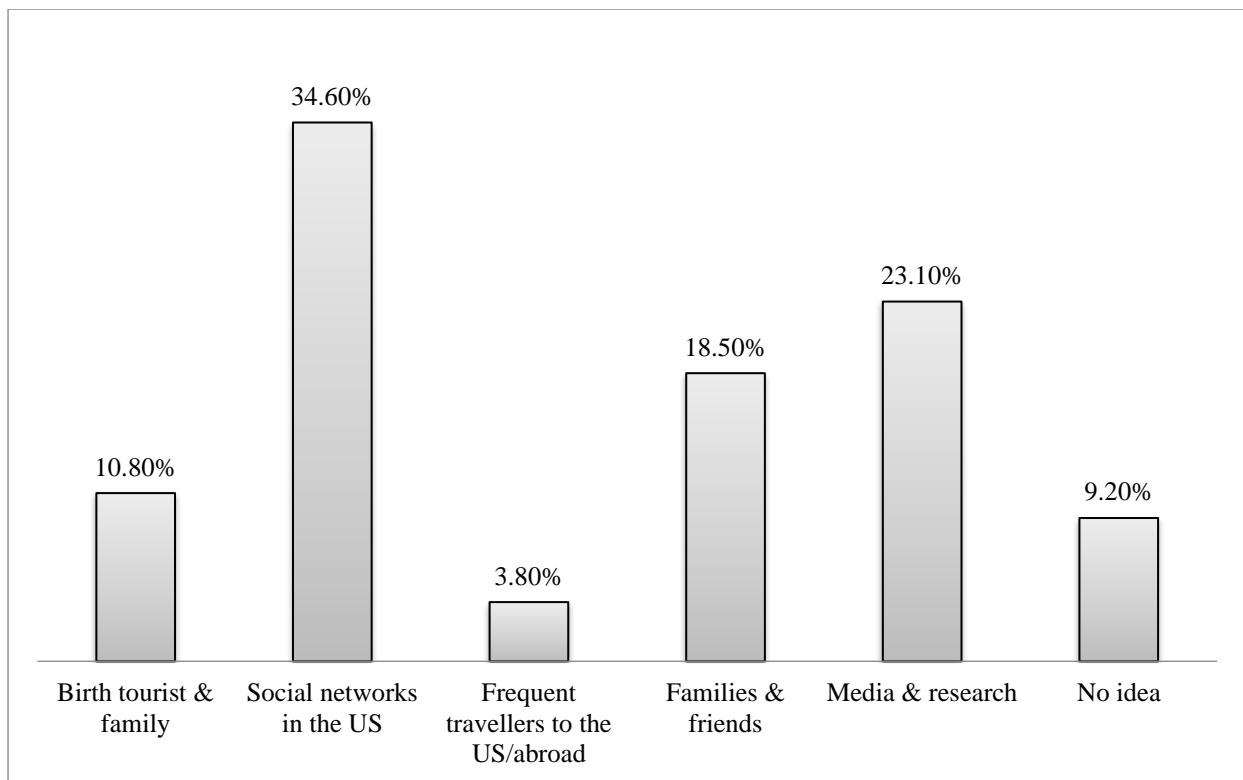 34.60%
23.10%
18.50%
10.80%
9.20%
3.80%
Birth tourist &
family
Social networks
in the US
Frequent
travellers to the
US/abroad
Families &
friends
Media & research
No idea